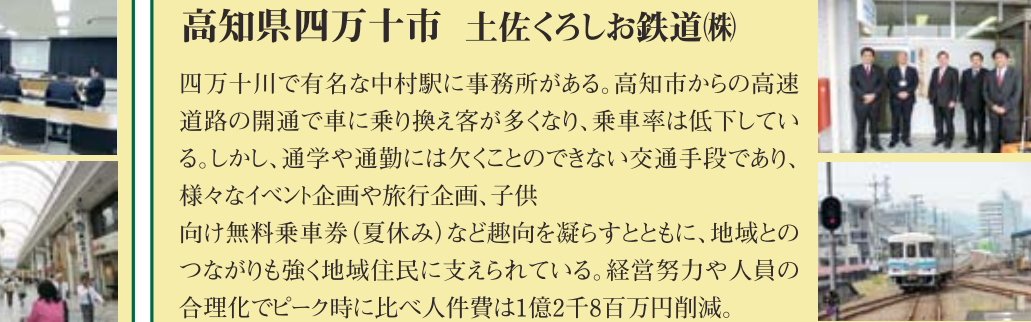 高知県四万十市 土佐くろしお鉄道㈱
四万十川で有名な中村駅に事務所がある。高知市からの高速
道路の開通で車に乗り換え客が多くなり、乗車率は低下してい
る。しかし、通学や通勤には欠くことのできない交通手段であり、
様々なイベント企画や旅行企画、子供
向け無料乗車券(夏休み)など趣向を凝らすとともに、地域との
つながりも強く地域住民に支えられている。経営努力や人員の
合理化でピーク時に比べ人件費は1億2千8百万円削減。